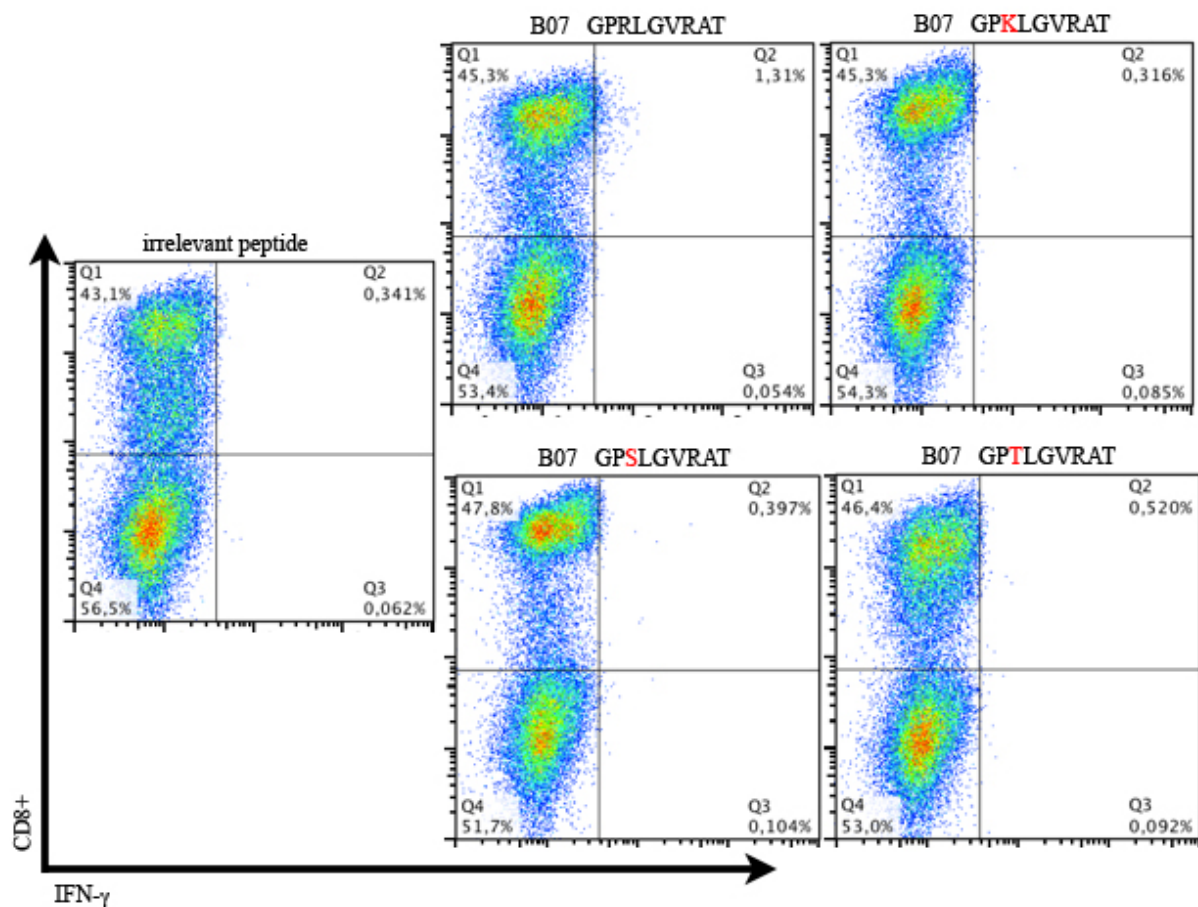 B07 GPRLGVRAT
Q1
45,3%
Q2
1,31%
Q4
53,4%
Q3
0,054%
B07 GPKLGVRAT
Q1
45,3%
Q2
0,316%
Q4
54,3%
Q3
0,085%
irrelevant peptide
Q1
43,1%
Q2
0,341%
Q4
56,5%
Q3
0,062%
B07 GPSLGVRAT
Q1
47,8%
Q2
0,397%
Q4
51,7%
Q3
0,104%
B07 GPTLGVRAT
Q1
46,4%
Q2
0,520%
Q4
53,0%
Q3
0,092%
CD8+
IFN-γ